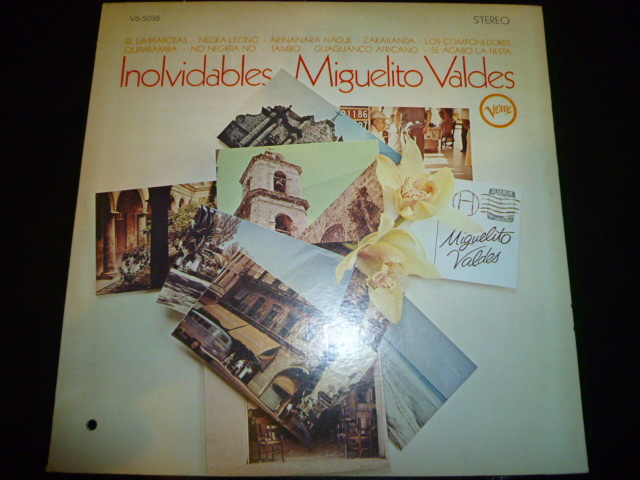 V6-5036
STEREO
EL LIMPIABOTAS · NEGRA LEONO · ARINANARA NAGUE · ZARABANDA · LOS COMPONEDORES
QUIMBAMBA · NO NEGRITA NO · TAMBO · GUAGUANCO AFRICANO · SE ACABO LA FIESTA
Inolvidables Miguelito Valdes
Verve
Miguelito
Valdes